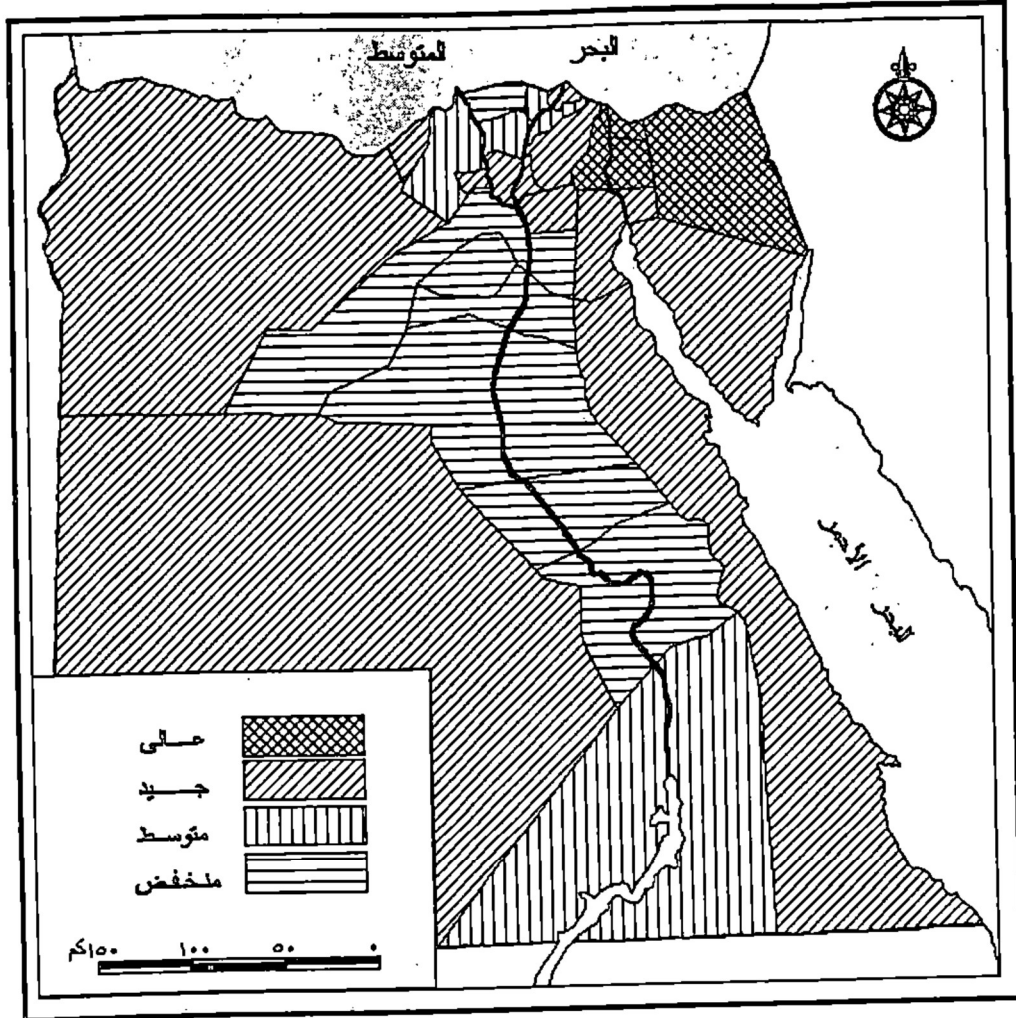 البحر المتوسط
البحر الأحمر
عالى
جيد
متوسط
منخفض
٠ ٥٠ ١٠٠ ١٥٠كم